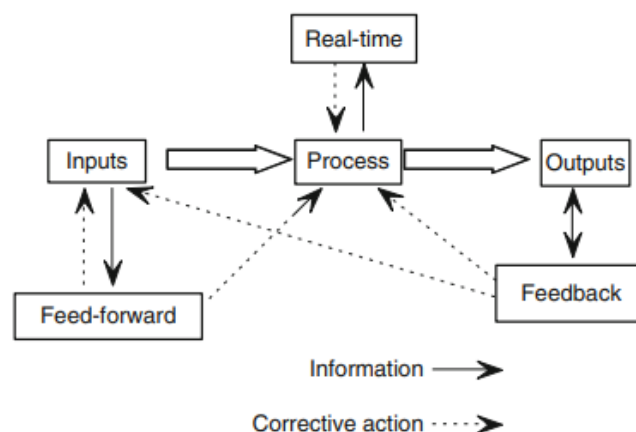 Real-time
Inputs
Process
Outputs
Feed-forward
Feedback
Information
Corrective action